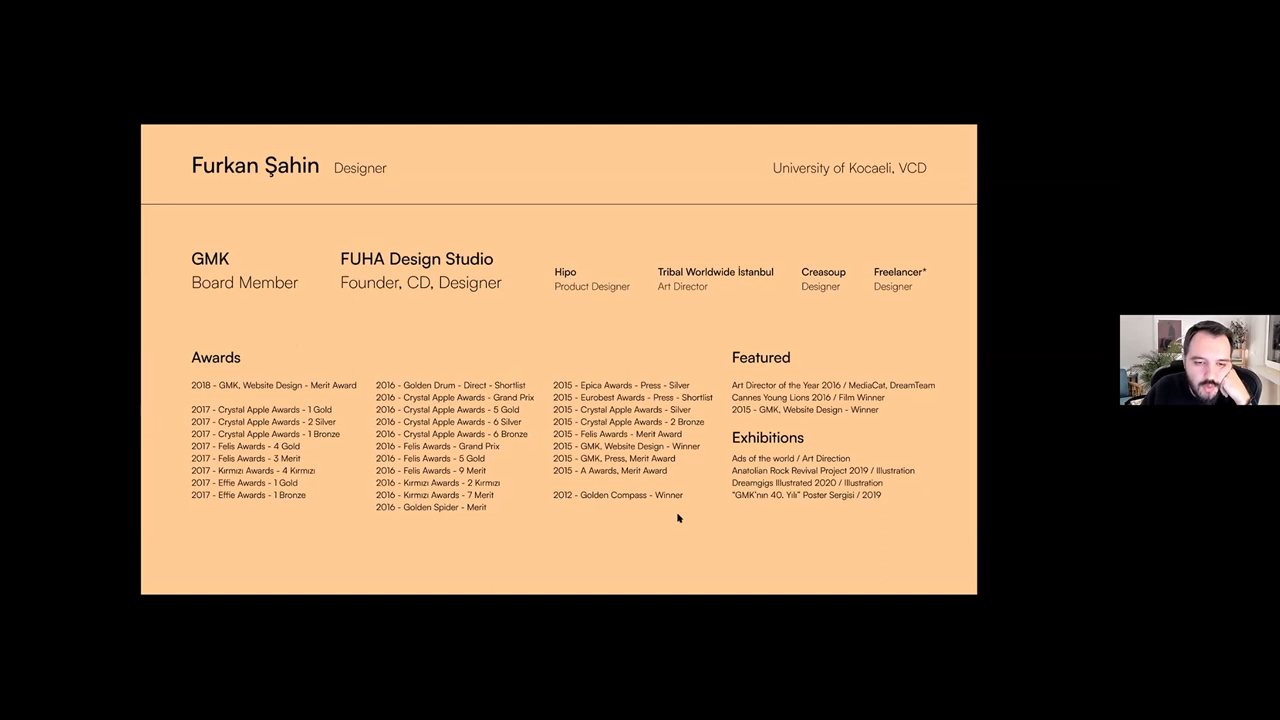 Furkan Şahin Designer
University of Kocaeli, VCD
GMK
Board Member
FUHA Design Studio
Founder, CD, Designer
Hipo
Product Designer
Tribal Worldwide İstanbul
Art Director
Creasoup
Designer
Freelancer*
Designer
Awards
2018 - GMK, Website Design - Merit Award
2017 - Crystal Apple Awards - 1 Gold
2017 - Crystal Apple Awards - 2 Silver
2017 - Crystal Apple Awards - 1 Bronze
2017 - Felis Awards - 4 Gold
2017 - Felis Awards - 3 Merit
2017 - Kırmızı Awards - 4 Kırmızı
2017 - Effie Awards - 1 Gold
2017 - Effie Awards - 1 Bronze
2016 - Golden Drum - Direct - Shortlist
2016 - Crystal Apple Awards - Grand Prix
2016 - Crystal Apple Awards - 5 Gold
2016 - Crystal Apple Awards - 6 Silver
2016 - Crystal Apple Awards - 6 Bronze
2016 - Felis Awards - Grand Prix
2016 - Felis Awards - 5 Gold
2016 - Felis Awards - 9 Merit
2016 - Kırmızı Awards - 2 Kırmızı
2016 - Kırmızı Awards - 7 Merit
2016 - Golden Spider - Merit
2015 - Epica Awards - Press - Silver
2015 - Eurobest Awards - Press - Shortlist
2015 - Crystal Apple Awards - Silver
2015 - Crystal Apple Awards - 2 Bronze
2015 - Felis Awards - Merit Award
2015 - GMK, Website Design - Winner
2015 - GMK, Press, Merit Award
2015 - A Awards, Merit Award
2012 - Golden Compass - Winner
Featured
Art Director of the Year 2016 / MediaCat, DreamTeam
Cannes Young Lions 2016 / Film Winner
2015 - GMK, Website Design - Winner
Exhibitions
Ads of the world / Art Direction
Anatolian Rock Revival Project 2019 / Illustration
Dreamgigs Illustrated 2020 / Illustration
"GMK'nın 40. Yılı" Poster Sergisi / 2019